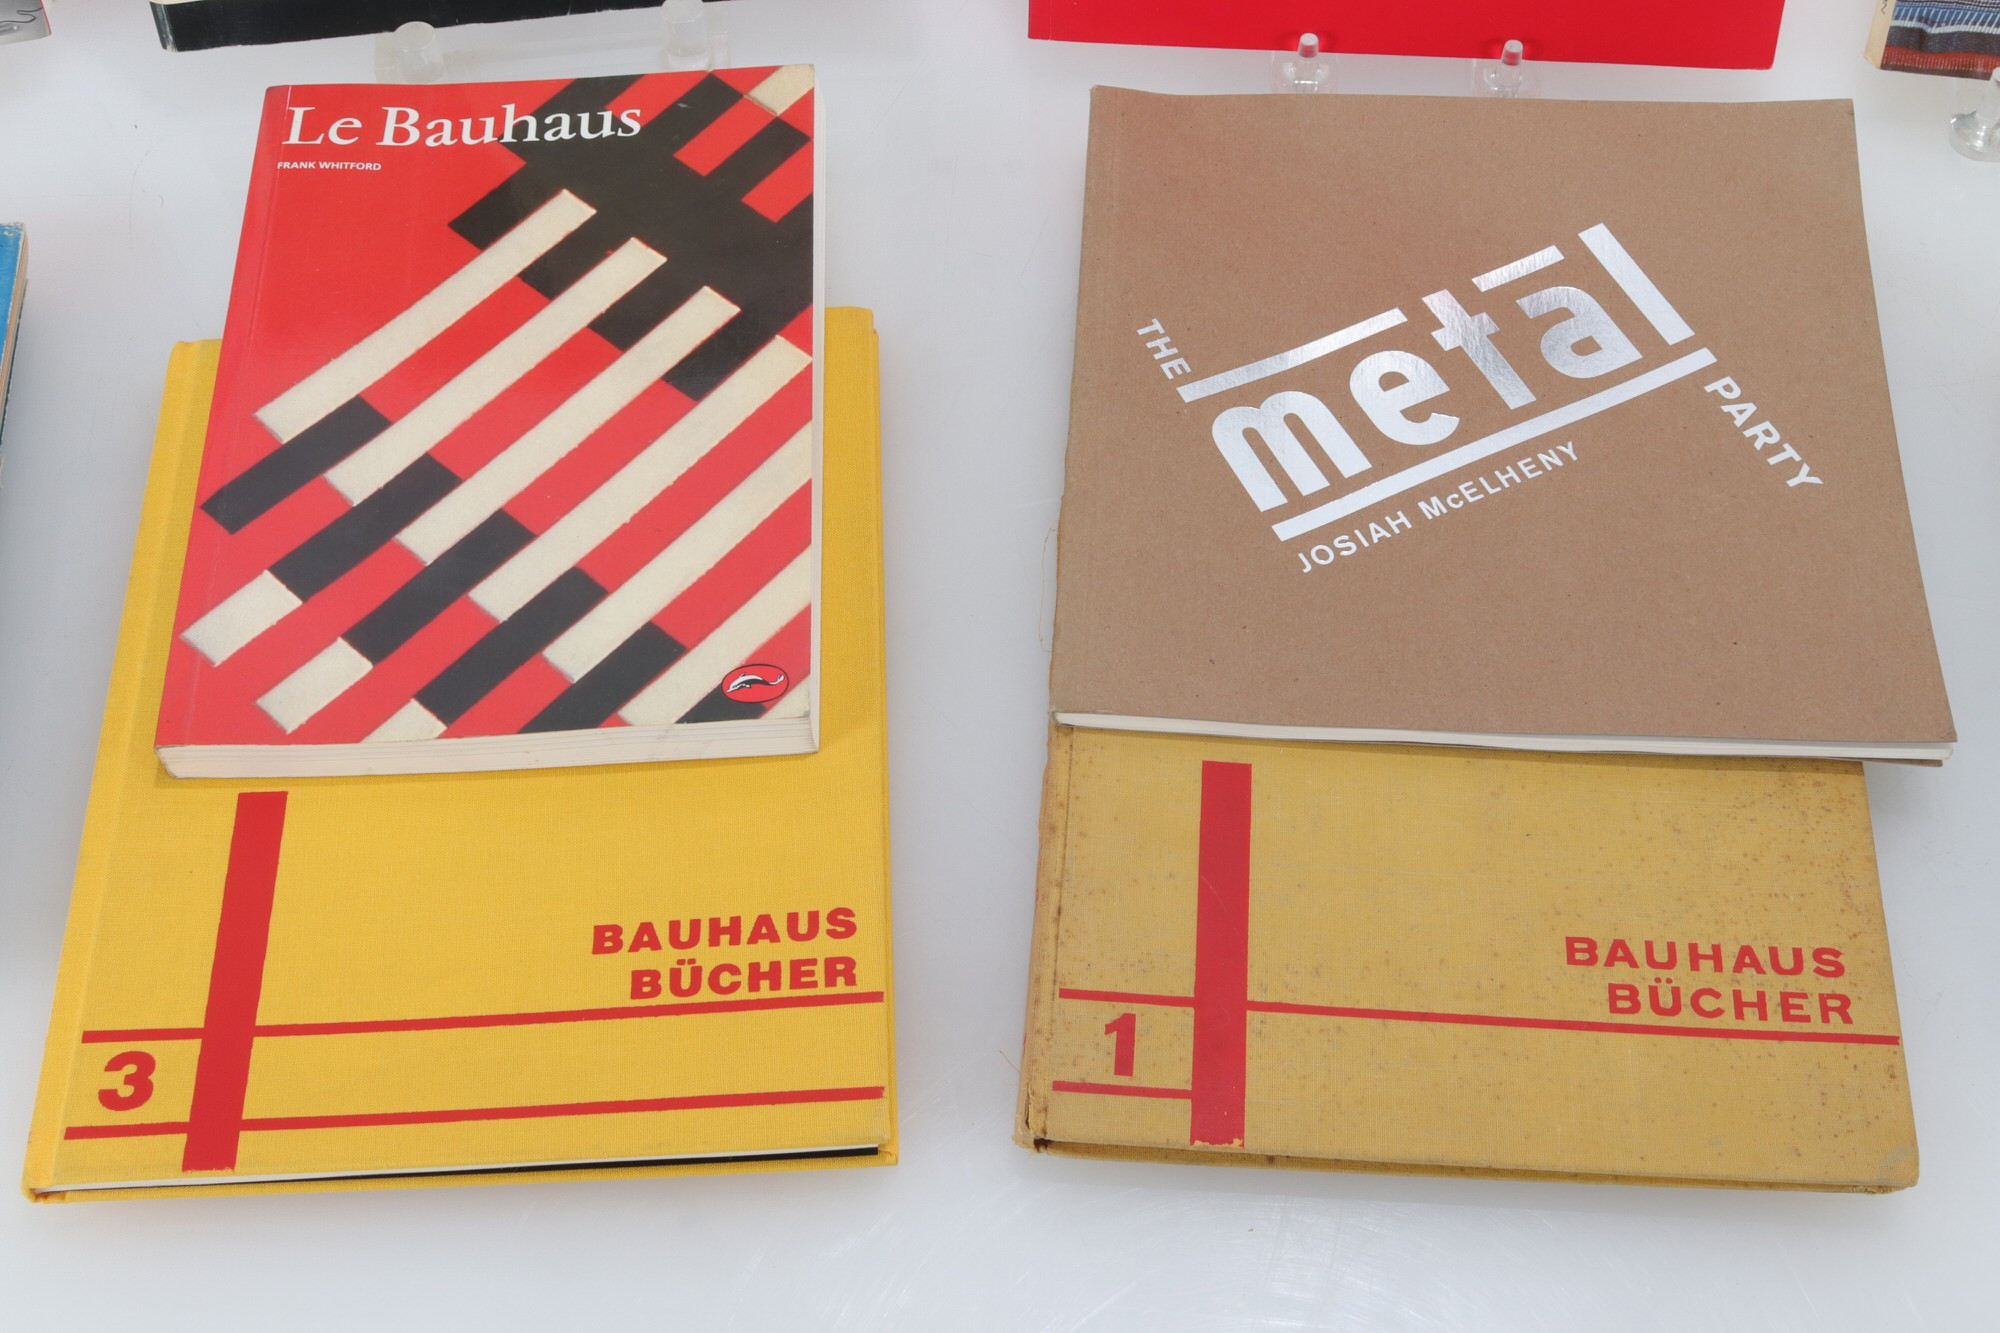 Le Bauhaus
FRANK WHITFORD
BAUHAUS
BÜCHER
3
THE
metal
PARTY
JOSIAH McELHENY
BAUHAUS
BÜCHER
1